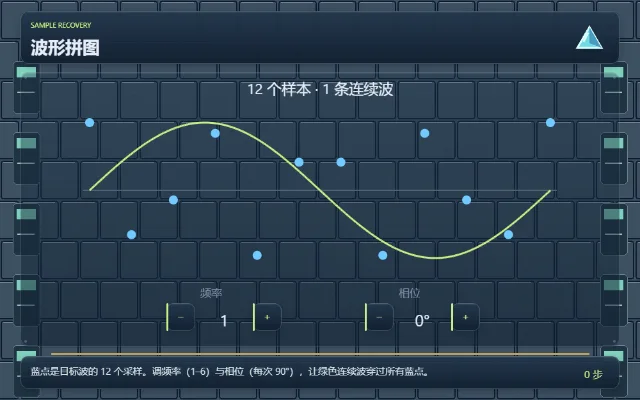 SAMPLE RECOVERY
波形拼图
12 个样本 · 1 条连续波
频率
相位
− 1 +
− 0° +
蓝点是目标波的 12 个采样。调频率（1–6）与相位（每次 90°），让绿色连续波穿过所有蓝点。
0 步